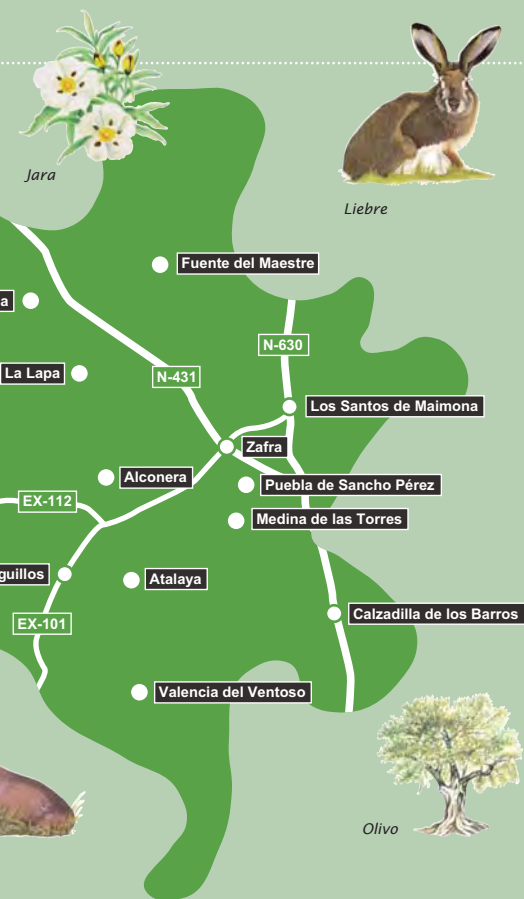 Jara
Liebre
Fuente del Maestre
a
N-630
La Lapa
N-431
Los Santos de Maimona
Zafra
Alconera
Puebla de Sancho Pérez
EX-112
Medina de las Torres
guillos
Atalaya
Calzadilla de los Barros
EX-101
Valencia del Ventoso
Olivo